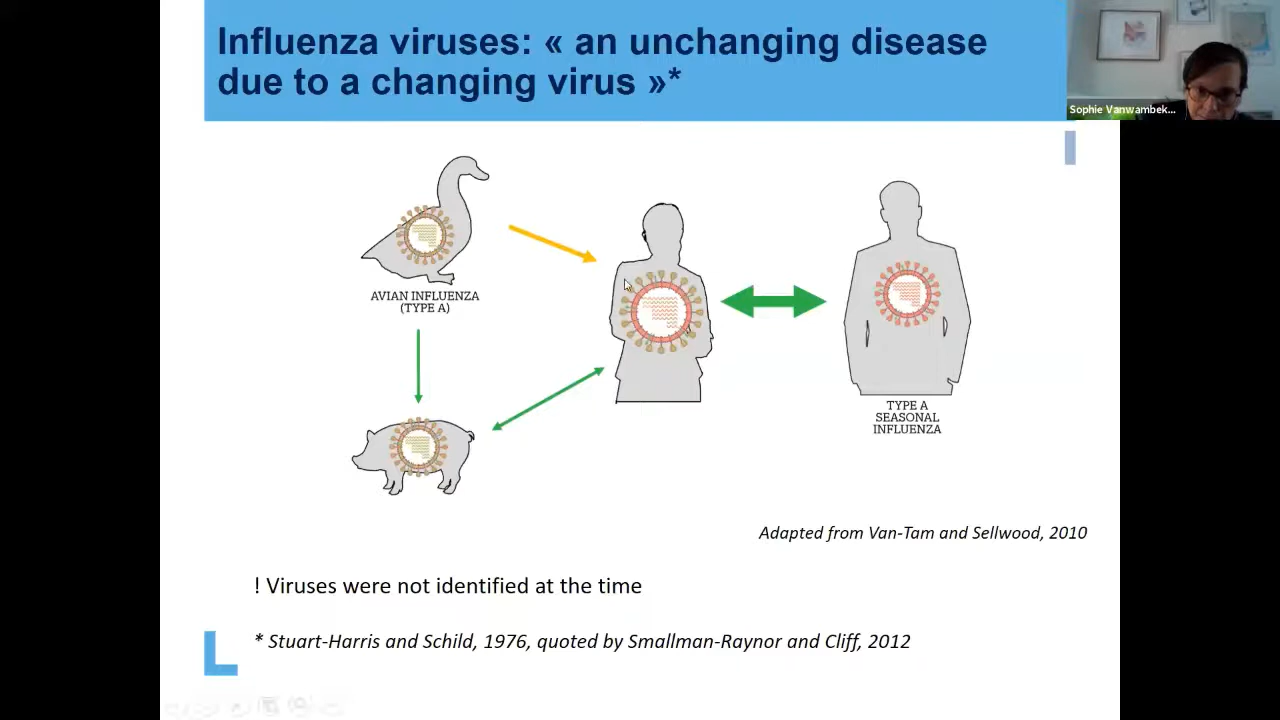 Influenza viruses: « an unchanging disease
due to a changing virus »*
Sophie Vanwambek...
AVIAN INFLUENZA
(TYPE A)
TYPE A
SEASONAL
INFLUENZA
Adapted from Van-Tam and Sellwood, 2010
! Viruses were not identified at the time
* Stuart-Harris and Schild, 1976, quoted by Smallman-Raynor and Cliff, 2012